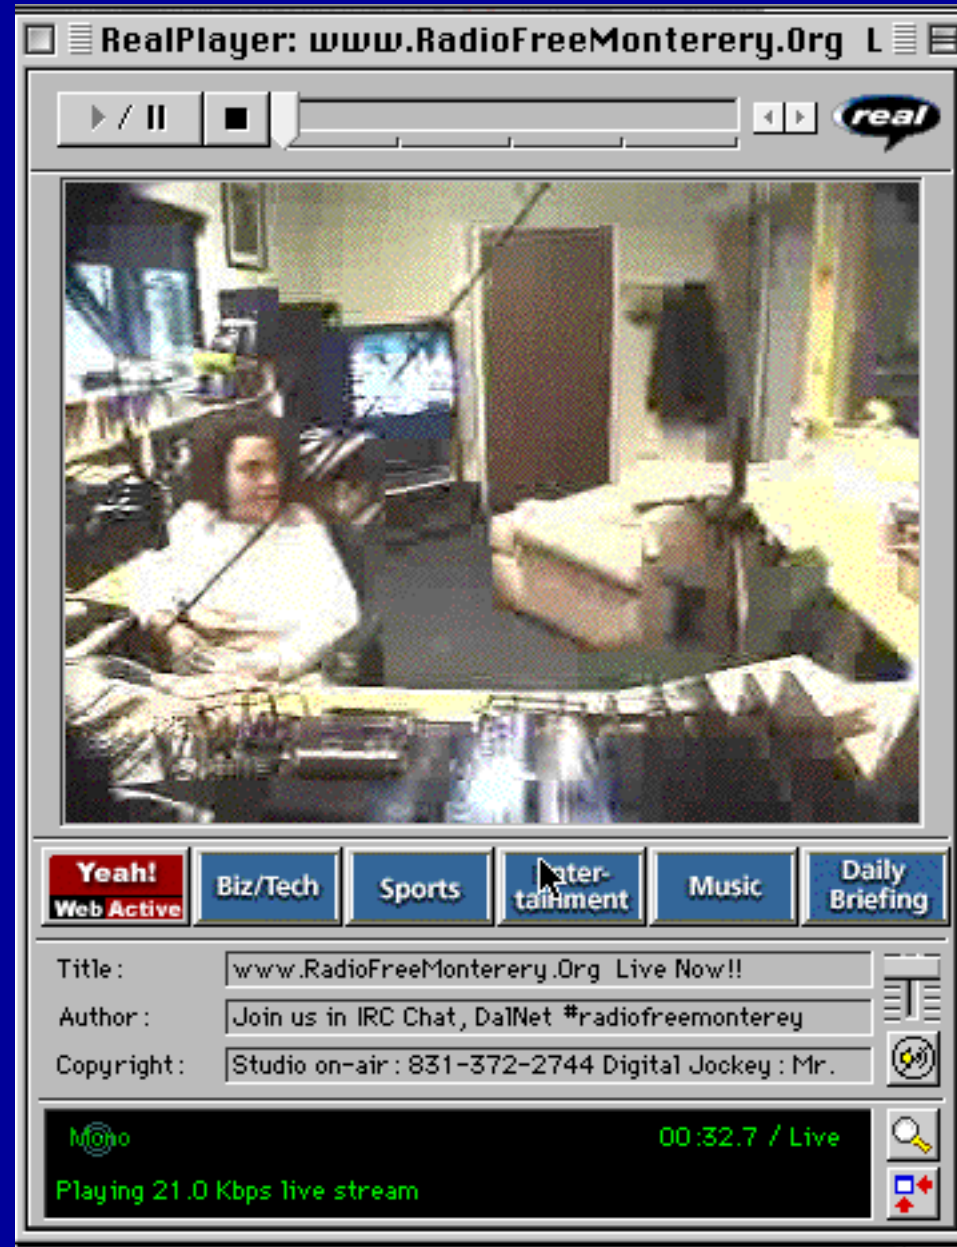 RealPlayer: www.RadioFreeMonterery.Org L
real
Yeah!
Web Active
Biz/Tech
Sports
tainment
Music
Daily
Briefing
Title:
www.RadioFreeMonterery.Org Live Now!!
Author:
Join us in IRC Chat, DalNet #radiofreemonterey
Copyright:
Studio on-air: 831-372-2744 Digital Jockey: Mr.
Mono
00:32.7 / Live
Playing 21.0 Kbps live stream